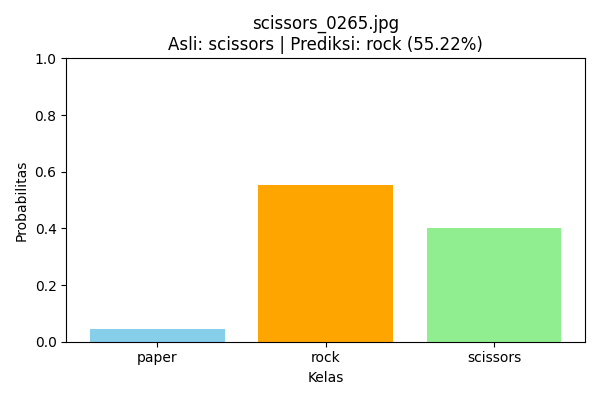 scissors_0265.jpg
Asli: scissors | Prediksi: rock (55.22%)
1.0
0.8
0.6
0.4
0.2
0.0
Probabilitas
paper rock scissors
Kelas